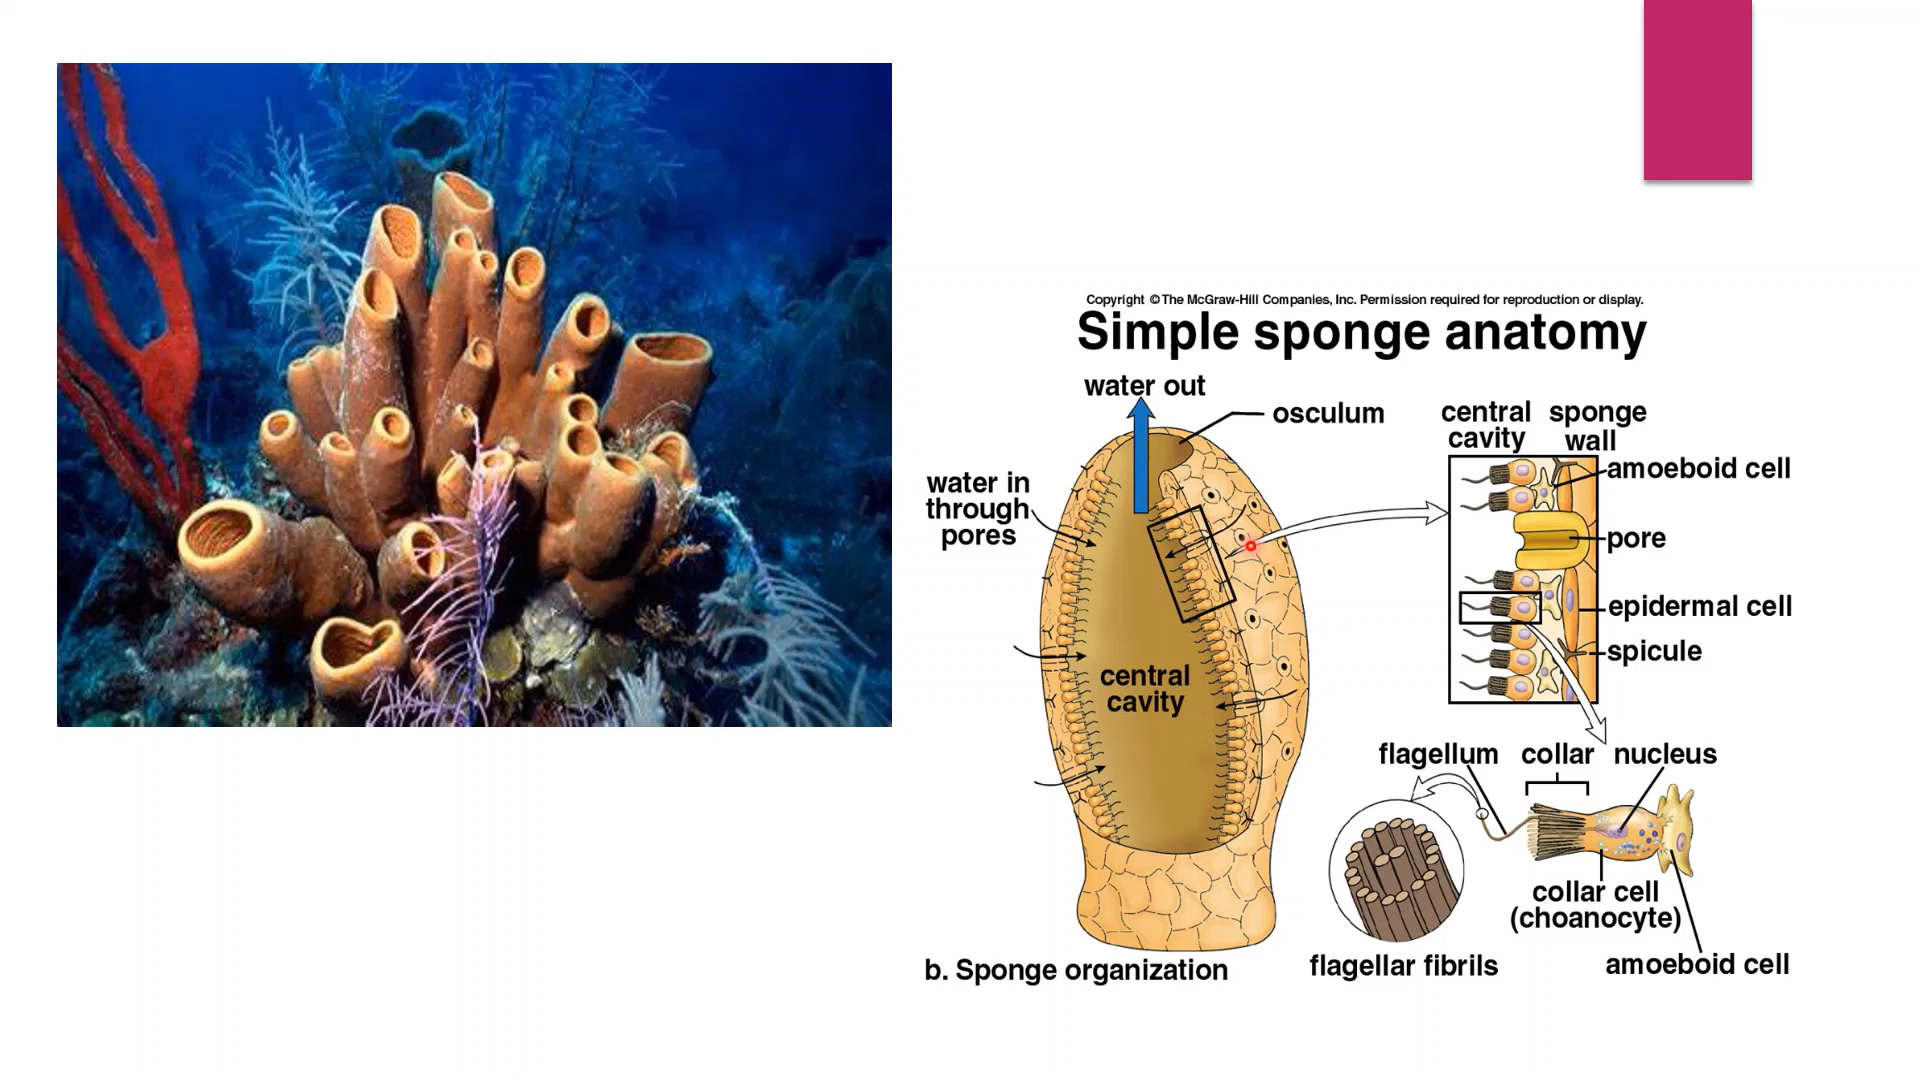 Copyright © The McGraw-Hill Companies, Inc. Permission required for reproduction or display.
Simple sponge anatomy
water out
osculum
water in
through
pores
central
cavity
central
cavity
sponge
wall
amoeboid cell
pore
epidermal cell
spicule
flagellum
collar
nucleus
collar cell
(choanocyte)
amoeboid cell
flagellar fibrils
b. Sponge organization